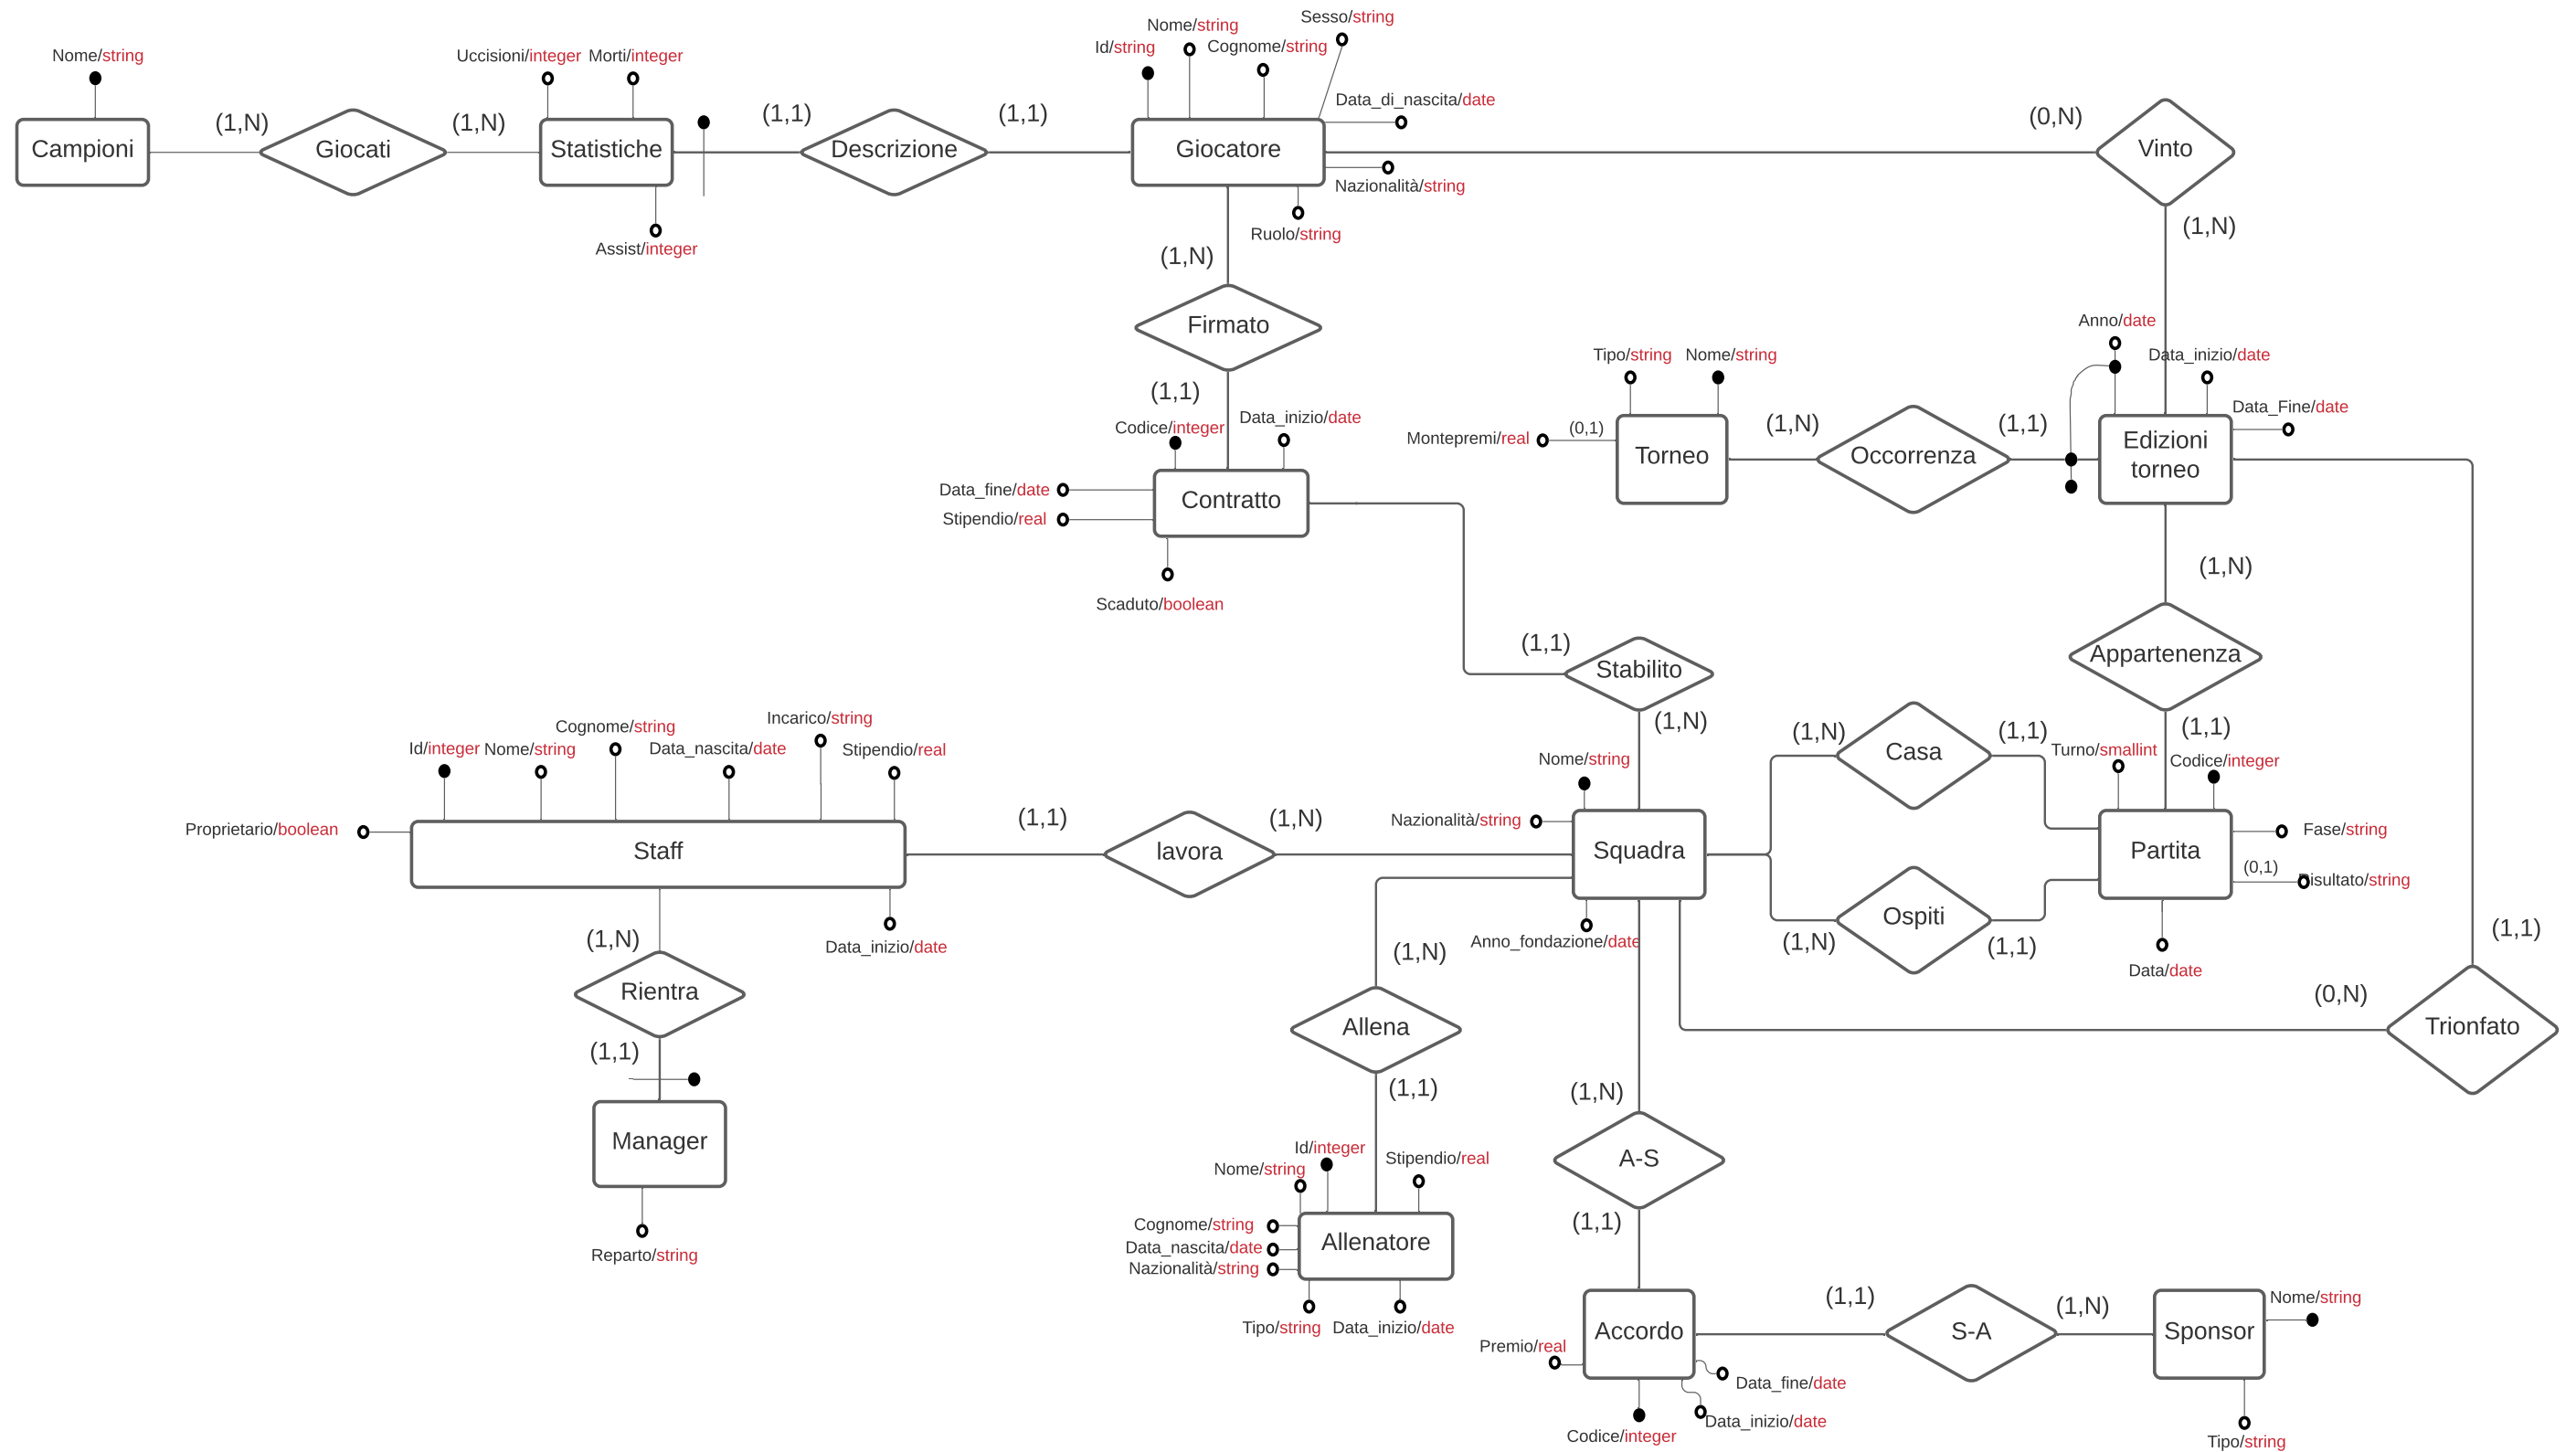 Sesso/string
Nome/string
Id/string
Cognome/string
Nome/string
Uccisioni/integer
Morti/integer
Data_di_nascita/date
(1,N)
(1,N)
(1,1)
(1,1)
(0,N)
Campioni
Giocati
Statistiche
Descrizione
Giocatore
Vinto
Nazionalità/string
Ruolo/string
Assist/integer
(1,N)
(1,N)
Firmato
Anno/date
Tipo/string
Nome/string
Data_inizio/date
(1,1)
Data_inizio/date
Data_Fine/date
Codice/integer
Montepremi/real
(0,1)
(1,N)
(1,1)
Torneo
Occorrenza
Edizioni
torneo
Data_fine/date
Contratto
Stipendio/real
(1,N)
Scaduto/boolean
(1,1)
Stabilito
Appartenenza
Incarico/string
Cognome/string
(1,N)
(1,N)
(1,1)
(1,1)
Id/integer
Nome/string
Data_nascita/date
Stipendio/real
Nome/string
Casa
Turno/smallint
Codice/integer
Proprietario/boolean
(1,1)
(1,N)
Nazionalità/string
Fase/string
Staff
lavora
Squadra
Partita
(0,1)
Risultato/string
Ospiti
(1,N)
Data_inizio/date
Anno_fondazione/date
(1,N)
(1,N)
(1,1)
(1,1)
Data/date
Rientra
(0,N)
Allena
Trionfato
(1,1)
(1,1)
(1,N)
Manager
Id/integer
Nome/string
Stipendio/real
A-S
Cognome/string
Data_nascita/date
Nazionalità/string
Allenatore
(1,1)
Reparto/string
Tipo/string
Data_inizio/date
(1,1)
(1,N)
Nome/string
Accordo
S-A
Sponsor
Premio/real
Data_fine/date
Data_inizio/date
Codice/integer
Tipo/string